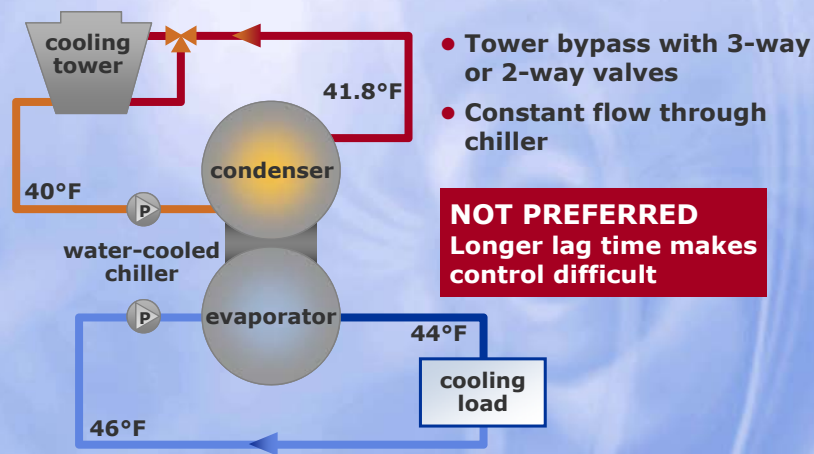 cooling
tower
41.8°F
condenser
40°F
P
water-cooled
chiller
P
evaporator
44°F
cooling
load
46°F
• Tower bypass with 3-way
or 2-way valves
• Constant flow through
chiller
NOT PREFERRED
Longer lag time makes
control difficult